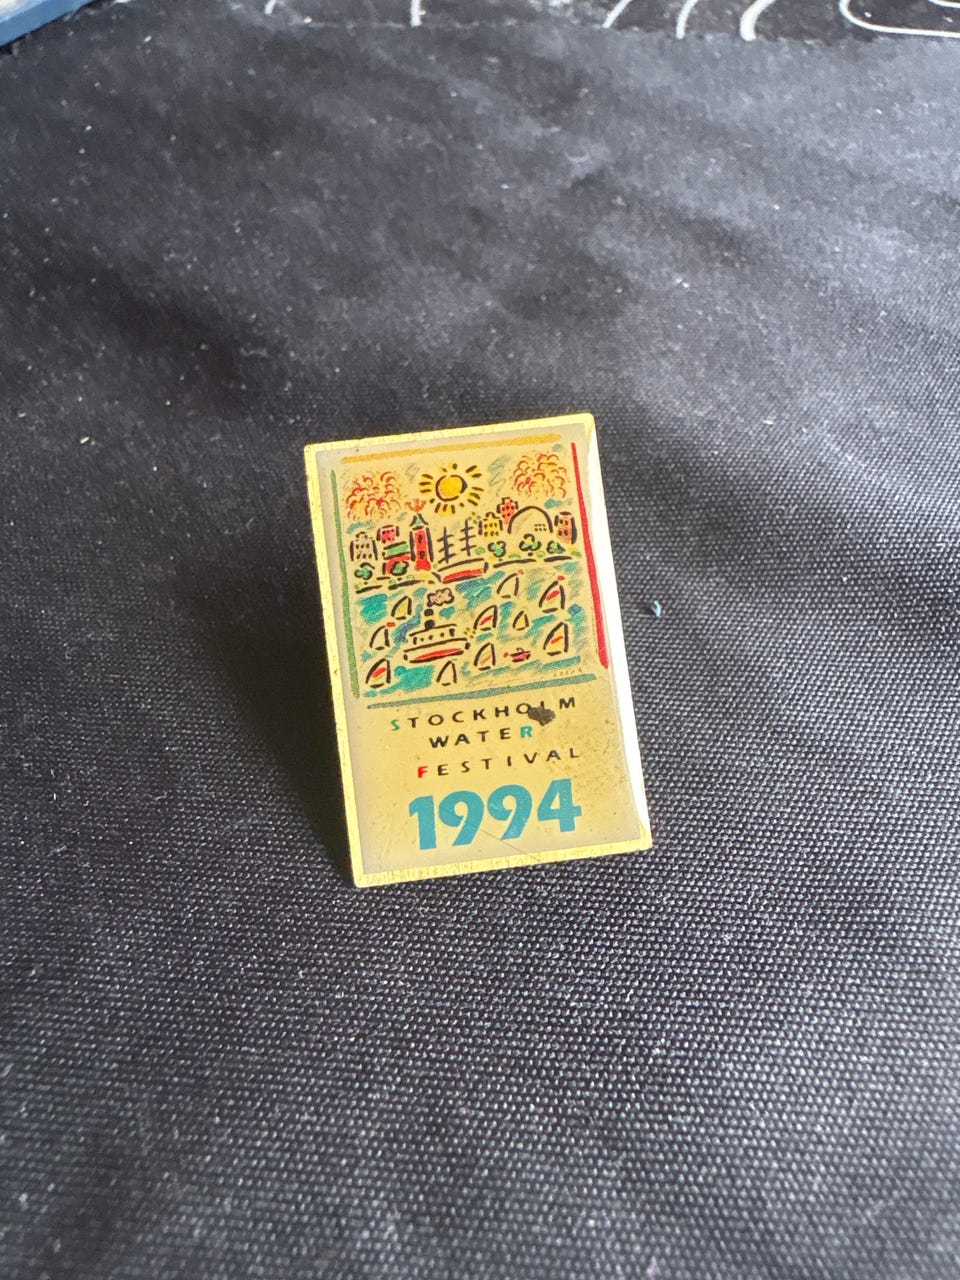 STOCKHOLM
WATER
FESTIVAL
1994